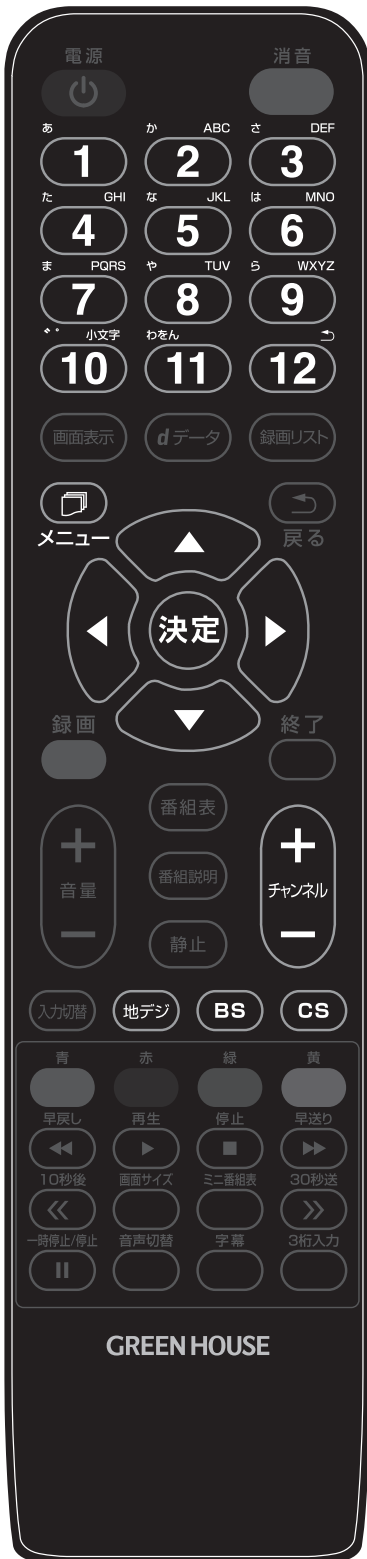 電源 消音
あ か ABC さ DEF
1 2 3
た GHI な JKL は MNO
4 5 6
ま PQRS や TUV ら WXYZ
7 8 9
゛゜ 小文字 わをん
10 11 12
画面表示 dデータ 録画リスト
メニュー 戻る
決定
録画 終了
番組表
+ +
音量 番組説明 チャンネル
− −
静止
入力切替 地デジ BS CS
青 赤 緑 黄
早戻し 再生 停止 早送り
10秒後 画面サイズ ミニ番組表 30秒送
一時停止/停止 音声切替 字幕 3桁入力
GREEN HOUSE